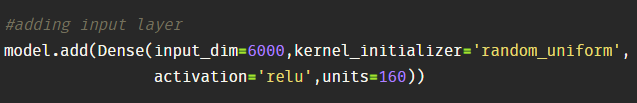 #adding input layer
model.add(Dense(input_dim=6000,kernel_initializer='random_uniform',
activation='relu',units=160))